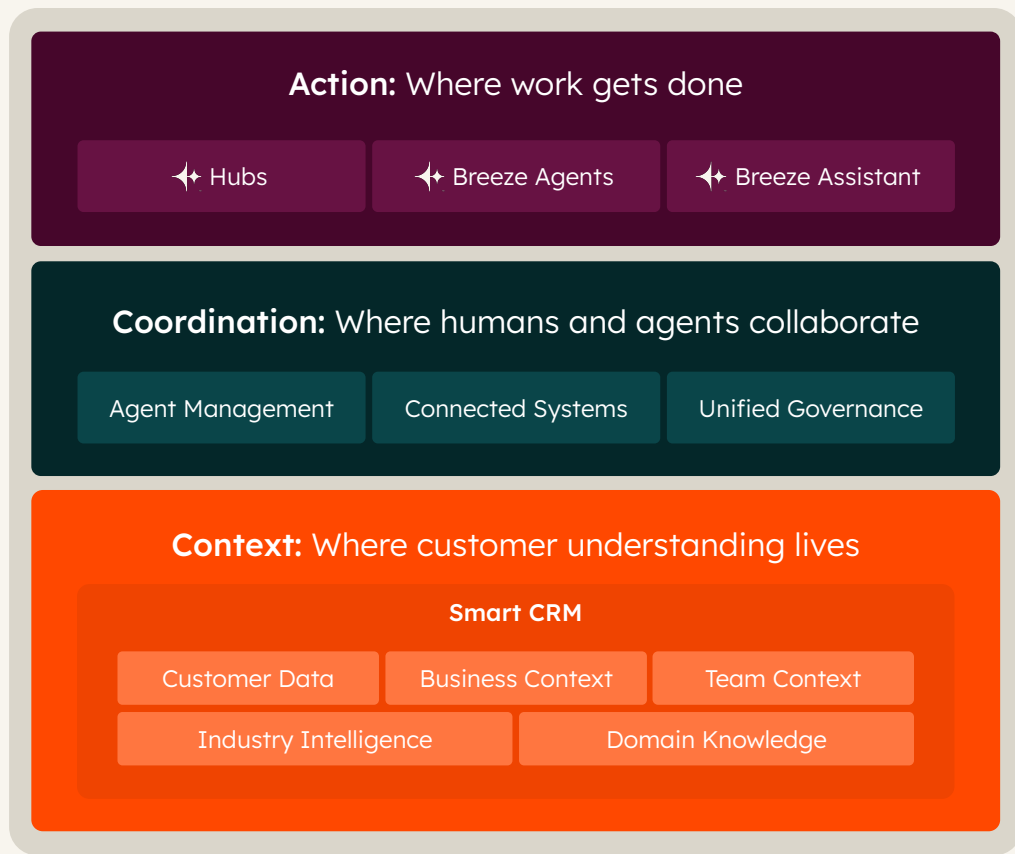 Action: Where work gets done
Hubs
Breeze Agents
Breeze Assistant
Coordination: Where humans and agents collaborate
Agent Management
Connected Systems
Unified Governance
Context: Where customer understanding lives
Smart CRM
Customer Data
Business Context
Team Context
Industry Intelligence
Domain Knowledge